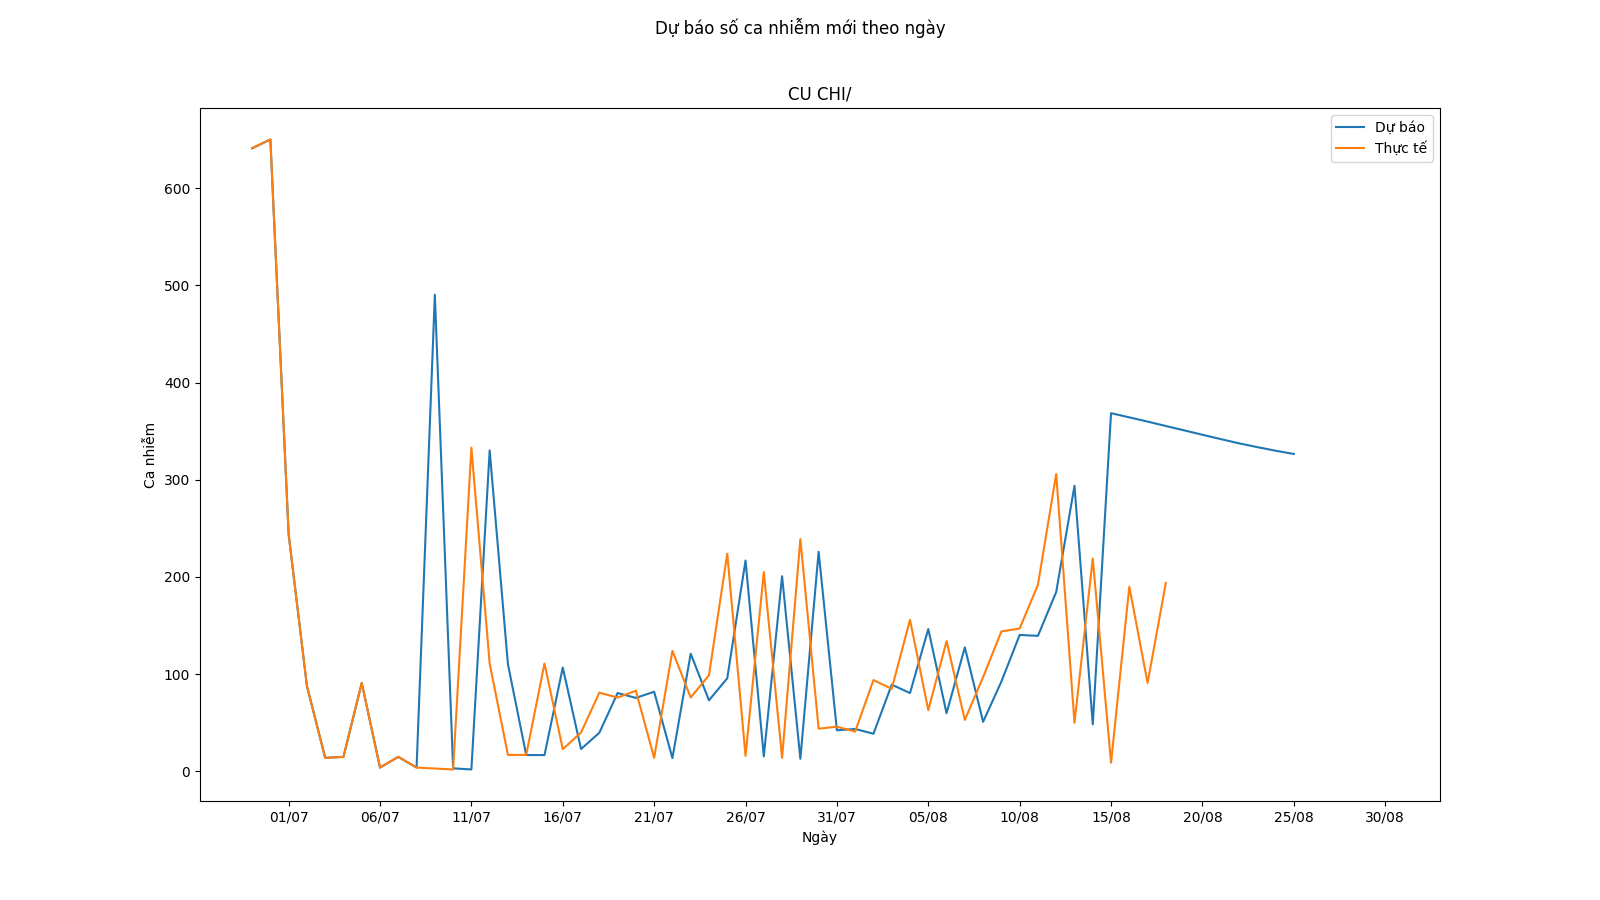 Dự báo số ca nhiễm mới theo ngày
CU CHI/
Dự báo
Thực tế
600
500
400
300
200
100
0
Ca nhiễm
01/07 06/07 11/07 16/07 21/07 26/07 31/07 05/08 10/08 15/08 20/08 25/08 30/08
Ngày